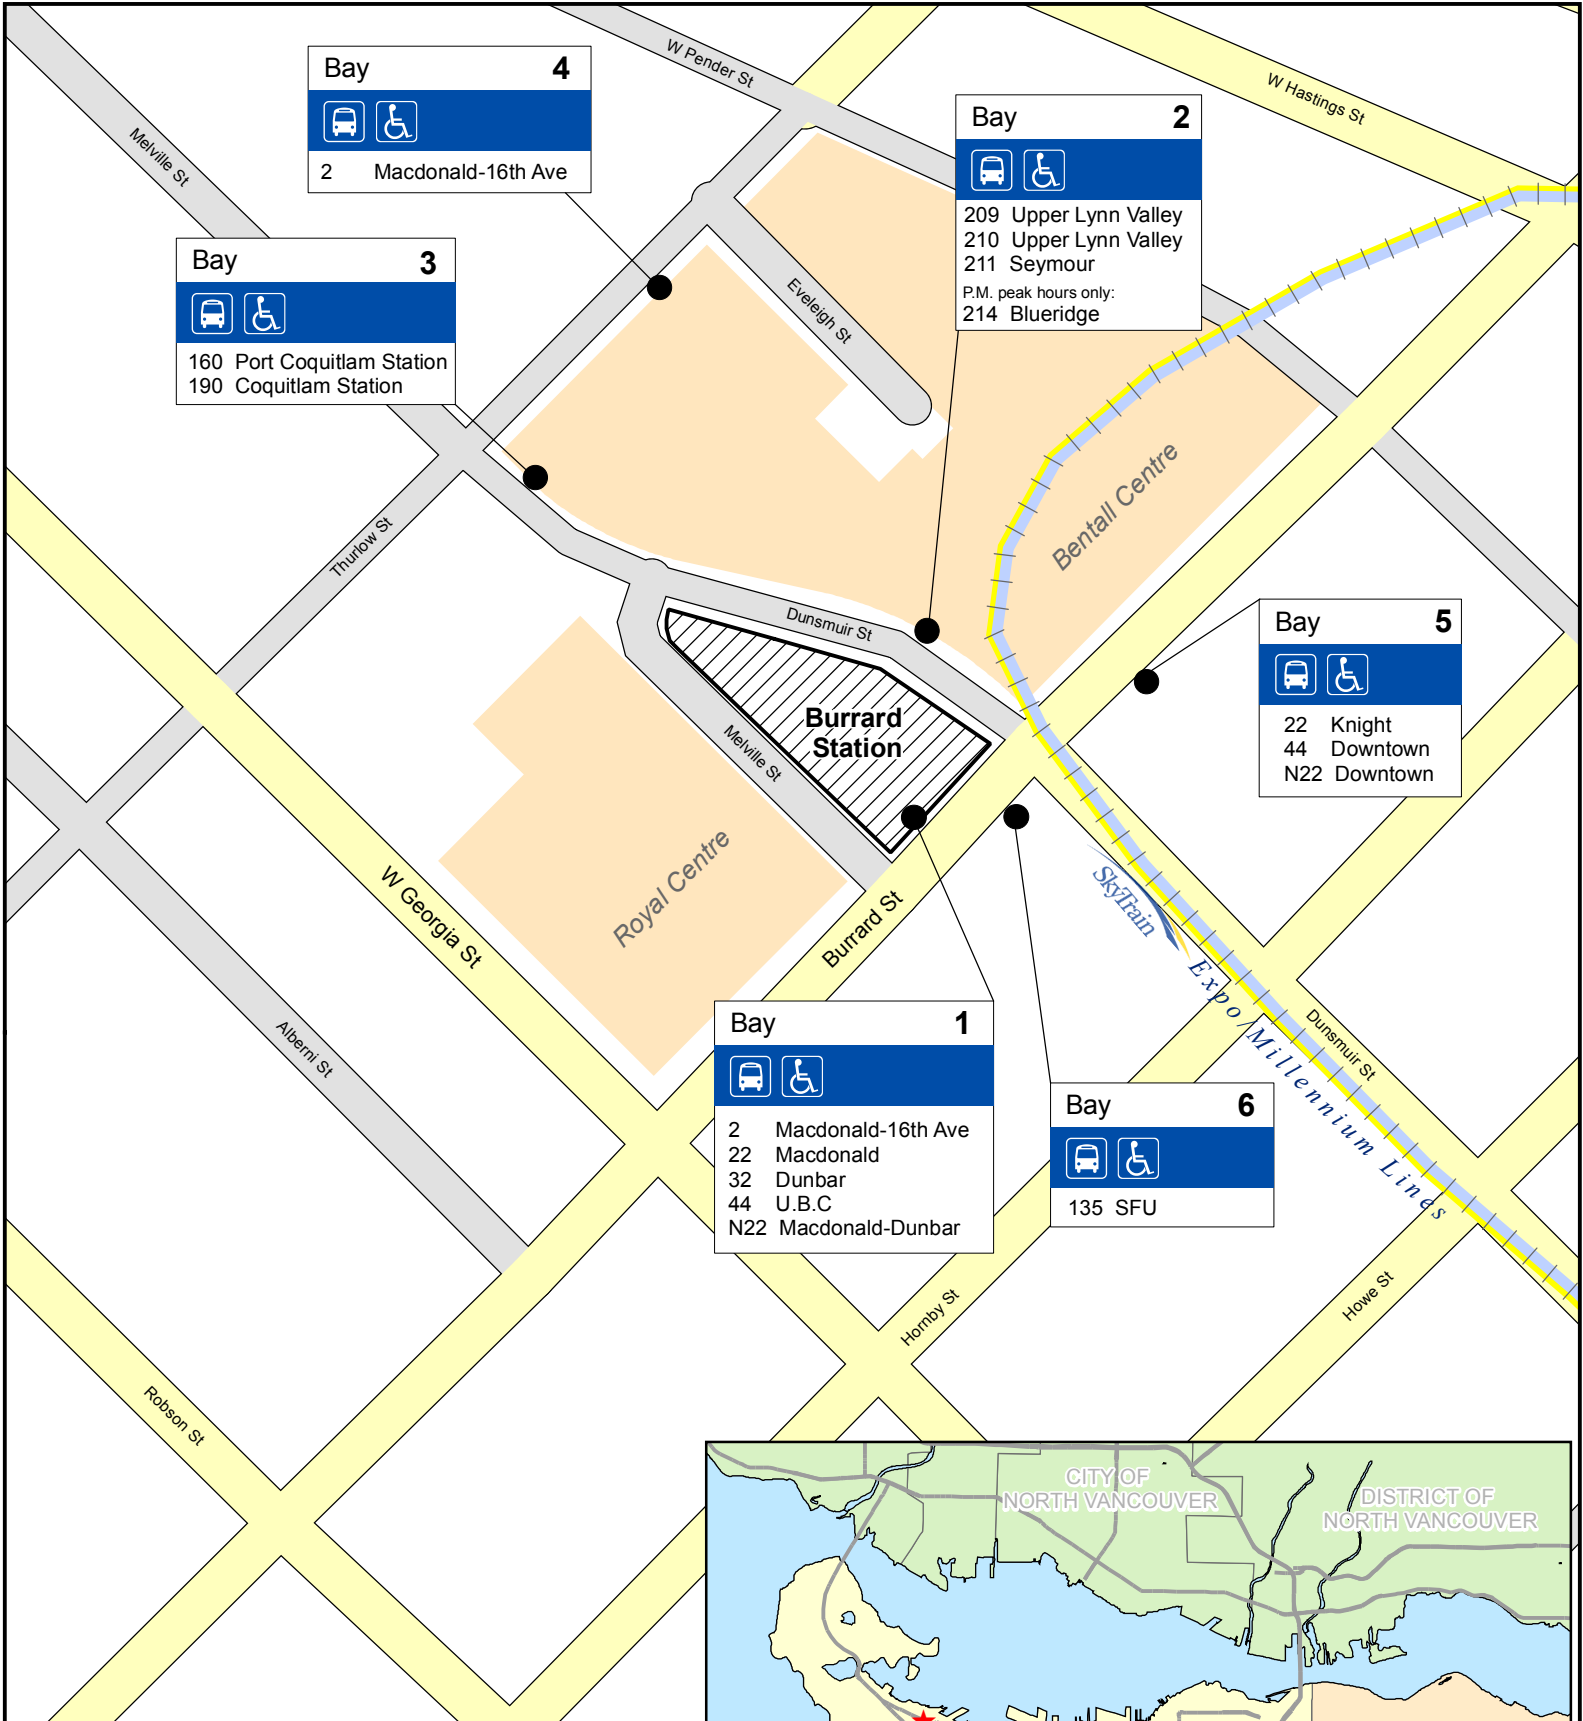 W Pender St
W Hastings St
Melville St
Bay 4
2 Macdonald-16th Ave
Bay 2
209 Upper Lynn Valley
210 Upper Lynn Valley
211 Seymour
P.M. peak hours only:
214 Blueridge
Bay 3
160 Port Coquitlam Station
190 Coquitlam Station
Eveleigh St
Bentall Centre
Thurlow St
Dunsmuir St
Bay 5
22 Knight
44 Downtown
N22 Downtown
Burrard
Station
Melville St
Royal Centre
W Georgia St
Burrard St
SkyTrain
Expo/Millennium Lines
Dunsmuir St
Alberni St
Bay 1
2 Macdonald-16th Ave
22 Macdonald
32 Dunbar
44 U.B.C
N22 Macdonald-Dunbar
Bay 6
135 SFU
Hornby St
Howe St
Robson St
CITY OF
NORTH VANCOUVER
DISTRICT OF
NORTH VANCOUVER